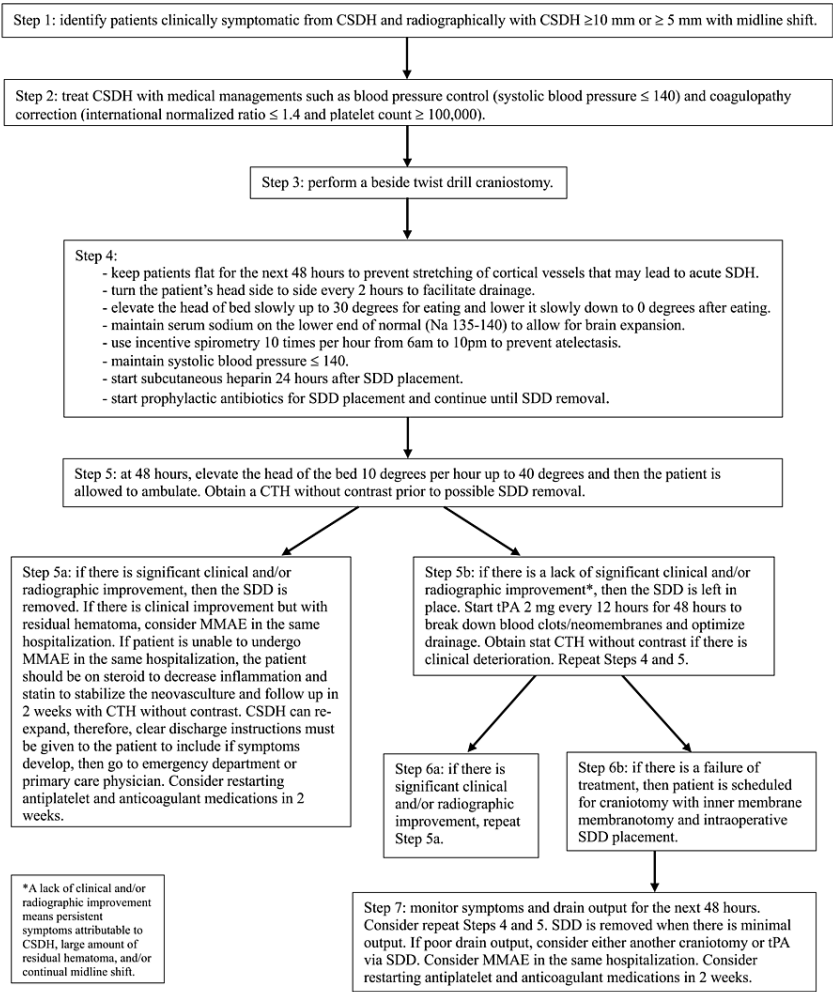 Step 1: identify patients clinically symptomatic from CSDH and radiographically with CSDH ≥10 mm or ≥ 5 mm with midline shift.
Step 2: treat CSDH with medical managements such as blood pressure control (systolic blood pressure ≤ 140) and coagulopathy
correction (international normalized ratio ≤ 1.4 and platelet count ≥ 100,000).
Step 3: perform a beside twist drill craniostomy.
Step 4:
- keep patients flat for the next 48 hours to prevent stretching of cortical vessels that may lead to acute SDH.
- turn the patient's head side to side every 2 hours to facilitate drainage.
- elevate the head of bed slowly up to 30 degrees for eating and lower it slowly down to 0 degrees after eating.
- maintain serum sodium on the lower end of normal (Na 135-140) to allow for brain expansion.
- use incentive spirometry 10 times per hour from 6am to 10pm to prevent atelectasis.
- maintain systolic blood pressure ≤ 140.
- start subcutaneous heparin 24 hours after SDD placement.
- start prophylactic antibiotics for SDD placement and continue until SDD removal.
Step 5: at 48 hours, elevate the head of the bed 10 degrees per hour up to 40 degrees and then the patient is
allowed to ambulate. Obtain a CTH without contrast prior to possible SDD removal.
Step 5a: if there is significant clinical and/or
radiographic improvement, then the SDD is
removed. If there is clinical improvement but with
residual hematoma, consider MMAE in the same
hospitalization. If patient is unable to undergo
MMAE in the same hospitalization, the patient
should be on steroid to decrease inflammation and
statin to stabilize the neovasculature and follow up in
2 weeks with CTH without contrast. CSDH can re-
expand, therefore, clear discharge instructions must
be given to the patient to include if symptoms
develop, then go to emergency department or
primary care physician. Consider restarting
antiplatelet and anticoagulant medications in 2
weeks.
Step 5b: if there is a lack of significant clinical and/or
radiographic improvement*, then the SDD is left in
place. Start tPA 2 mg every 12 hours for 48 hours to
break down blood clots/neomembranes and optimize
drainage. Obtain stat CTH without contrast if there is
clinical deterioration. Repeat Steps 4 and 5.
Step 6a: if there is
significant clinical
and/or radiographic
improvement, repeat
Step 5a.
Step 6b: if there is a failure of
treatment, then patient is scheduled
for craniotomy with inner membrane
membranotomy and intraoperative
SDD placement.
*A lack of clinical and/or
radiographic improvement
means persistent
symptoms attributable to
CSDH, large amount of
residual hematoma, and/or
continual midline shift.
Step 7: monitor symptoms and drain output for the next 48 hours.
Consider repeat Steps 4 and 5. SDD is removed when there is minimal
output. If poor drain output, consider either another craniotomy or tPA
via SDD. Consider MMAE in the same hospitalization. Consider
restarting antiplatelet and anticoagulant medications in 2 weeks.